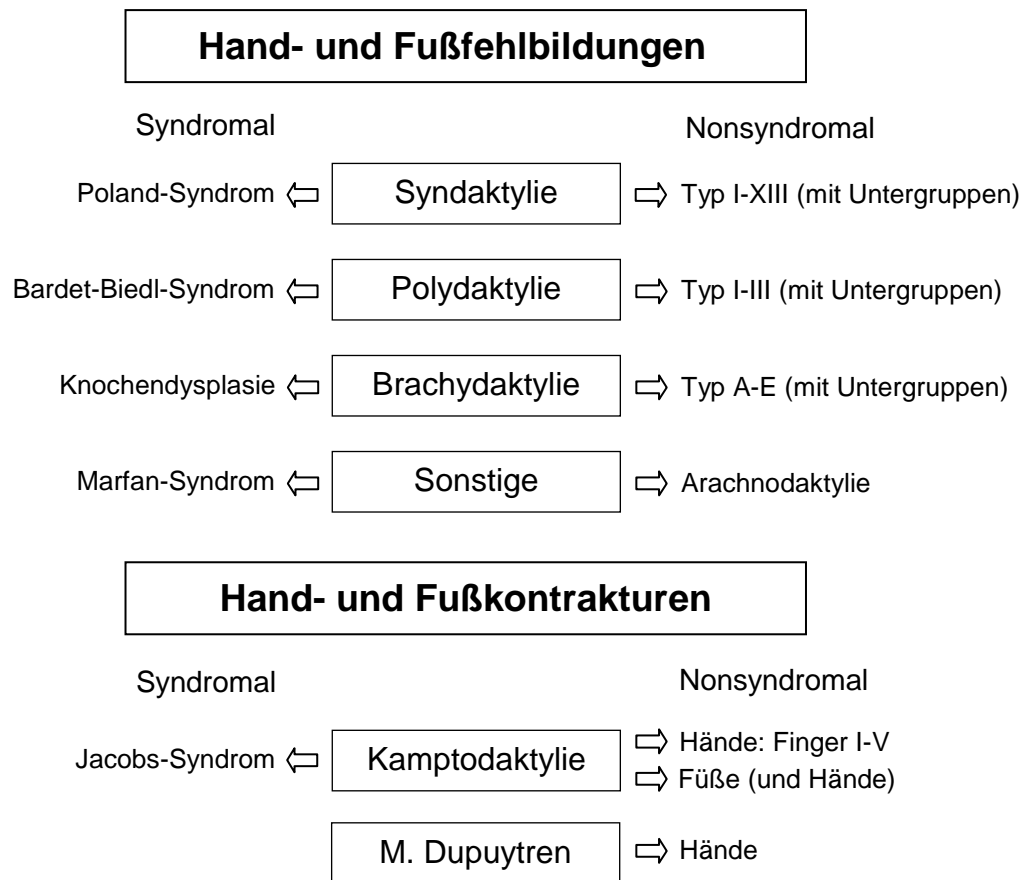 Hand- und Fußfehlbildungen
Syndromal
Nonsyndromal
Poland-Syndrom
Syndaktylie
Typ I-XIII (mit Untergruppen)
Bardet-Biedl-Syndrom
Polydaktylie
Typ I-III (mit Untergruppen)
Knochendysplasie
Brachydaktylie
Typ A-E (mit Untergruppen)
Marfan-Syndrom
Sonstige
Arachnodaktylie
Hand- und Fußkontrakturen
Syndromal
Nonsyndromal
Jacobs-Syndrom
Kamptodaktylie
Hände: Finger I-V
Füße (und Hände)
M. Dupuytren
Hände